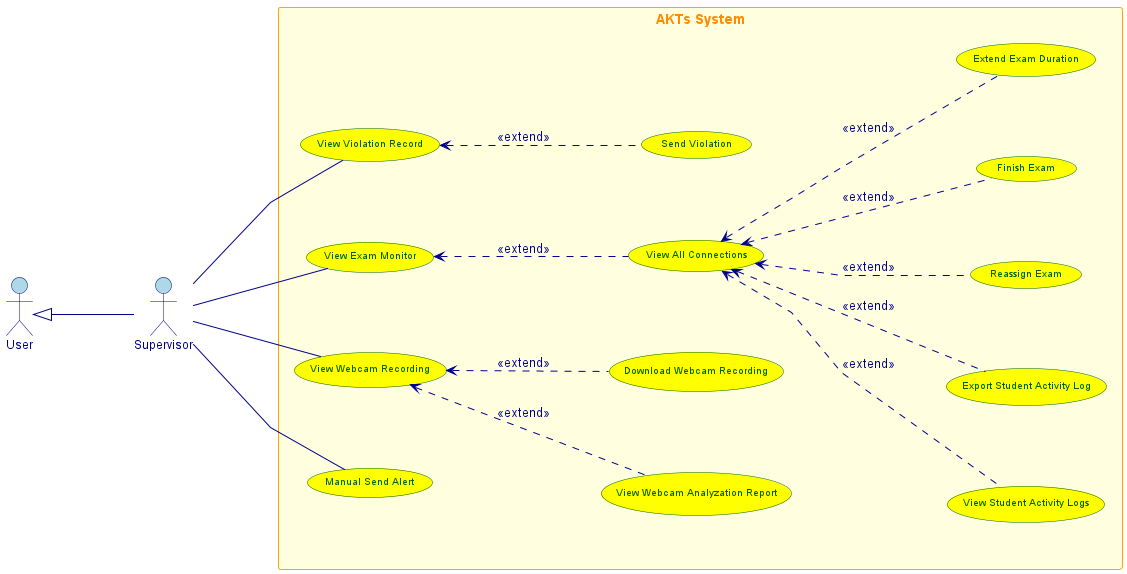 AKTs System
Extend Exam Duration
«extend»
View Violation Record
«extend»
Send Violation
Finish Exam
«extend»
View Exam Monitor
«extend»
View All Connections
«extend»
Reassign Exam
«extend»
User
Supervisor
View Webcam Recording
«extend»
Download Webcam Recording
«extend»
Export Student Activity Log
«extend»
Manual Send Alert
View Webcam Analyzation Report
View Student Activity Logs